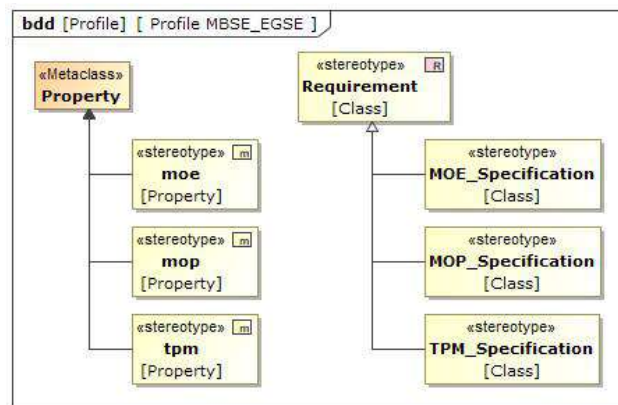 bdd [Profile] [ Profile MBSE_EGSE ]
«Metaclass»
Property
«stereotype» m
moe
[Property]
«stereotype» m
mop
[Property]
«stereotype» m
tpm
[Property]
«stereotype» R
Requirement
[Class]
«stereotype»
MOE_Specification
[Class]
«stereotype»
MOP_Specification
[Class]
«stereotype»
TPM_Specification
[Class]